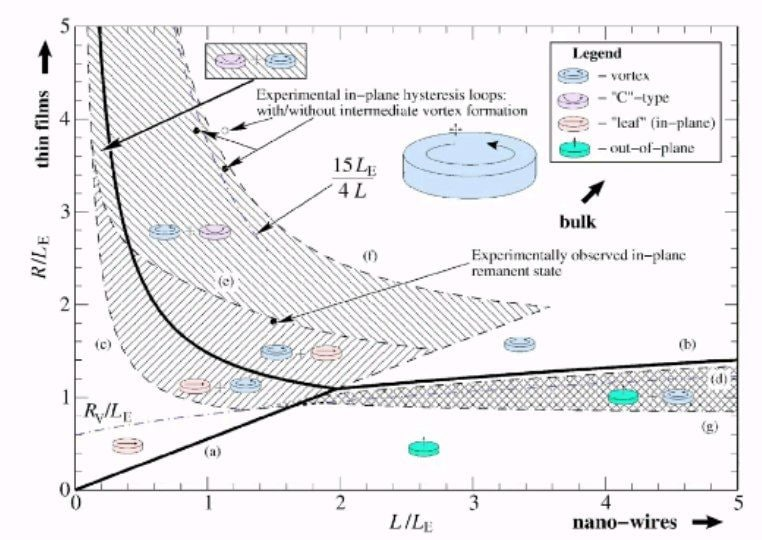 5
4
3
2
1
0
R/L_E
thin films
Experimental in−plane hysteresis loops:
with/without intermediate vortex formation
15 L_E
4 L
Legend
− vortex
− "C"−type
− "leaf" (in−plane)
− out−of−plane
bulk
Experimentally observed in−plane
remanent state
(f)
(e)
(c)
(b)
(d)
(g)
(a)
R_V/L_E
+
+
+
+
+
0
1
2
3
4
5
L/L_E
nano−wires